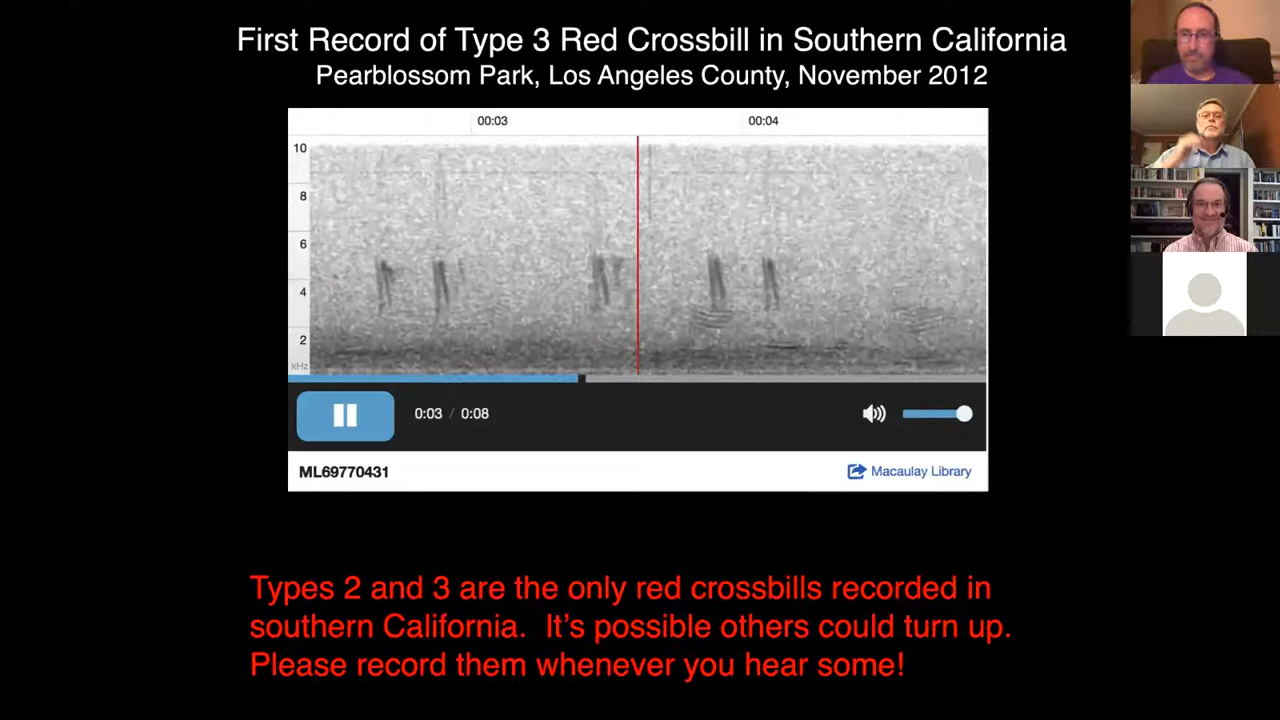 First Record of Type 3 Red Crossbill in Southern California
Pearblossom Park, Los Angeles County, November 2012
00:03 00:04
10
8
6
4
2
kHz
0:03 / 0:08
ML69770431 Macaulay Library
Types 2 and 3 are the only red crossbills recorded in
southern California. It's possible others could turn up.
Please record them whenever you hear some!